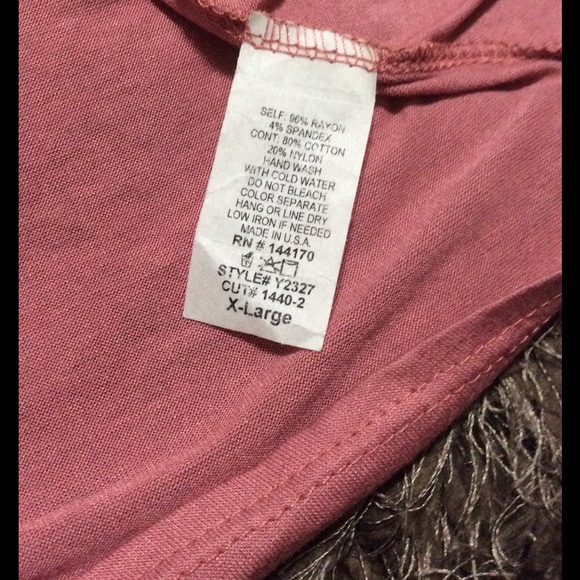 SELF: 96% RAYON
4% SPANDEX
CONT: 80% COTTON
20% NYLON
HAND WASH
WITH COLD WATER
DO NOT BLEACH
COLOR SEPARATE
HANG OR LINE DRY
LOW IRON IF NEEDED
MADE IN U.S.A.
RN # 144170
STYLE# Y2327
CUT# 1440-2
X-Large